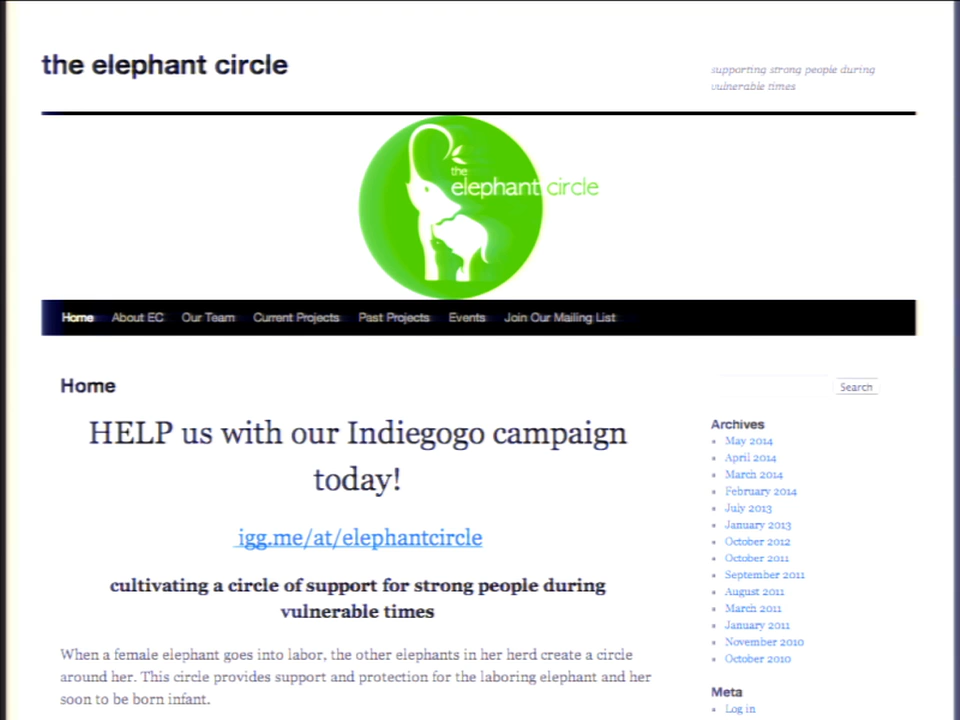 the elephant circle
supporting strong people during
vulnerable times
the
elephant circle
Home About EC Our Team Current Projects Past Projects Events Join Our Mailing List
Home
HELP us with our Indiegogo campaign
today!
igg.me/at/elephantcircle
cultivating a circle of support for strong people during
vulnerable times
When a female elephant goes into labor, the other elephants in her herd create a circle
around her. This circle provides support and protection for the laboring elephant and her
soon to be born infant.
Search
Archives
May 2014
April 2014
March 2014
February 2014
July 2013
January 2013
October 2012
October 2011
September 2011
August 2011
March 2011
January 2011
November 2010
October 2010
Meta
Log in